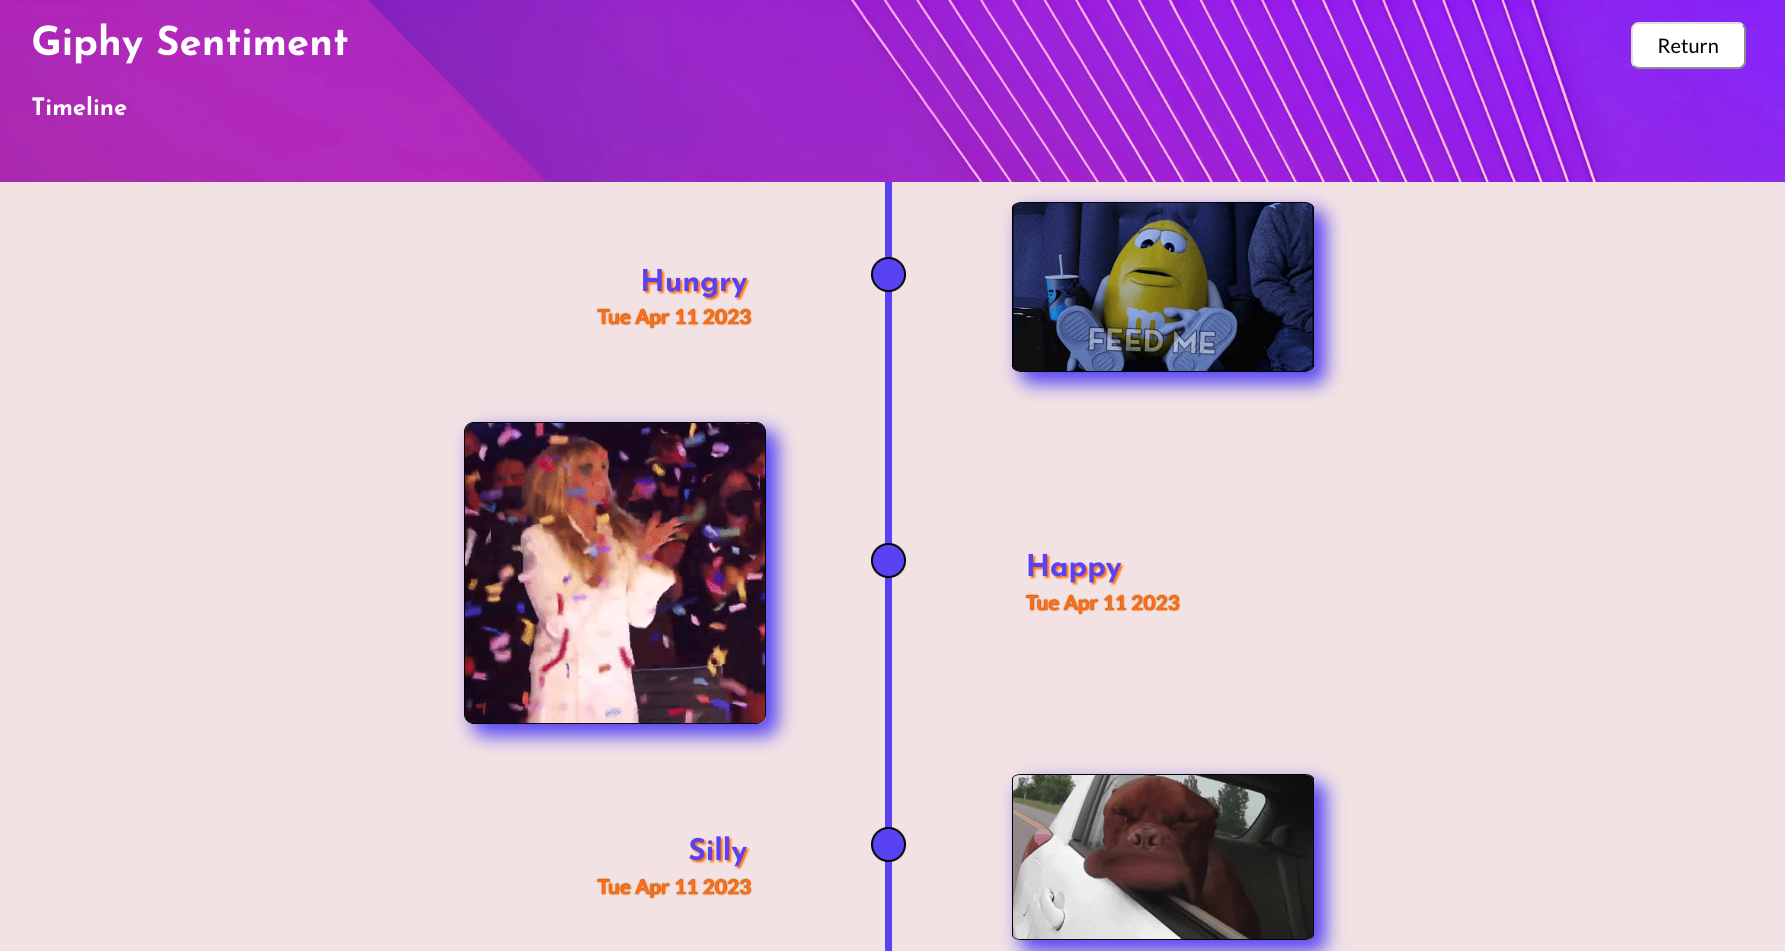 Giphy Sentiment
Return
Timeline
Hungry
Tue Apr 11 2023
m
FEED ME
Happy
Tue Apr 11 2023
Silly
Tue Apr 11 2023